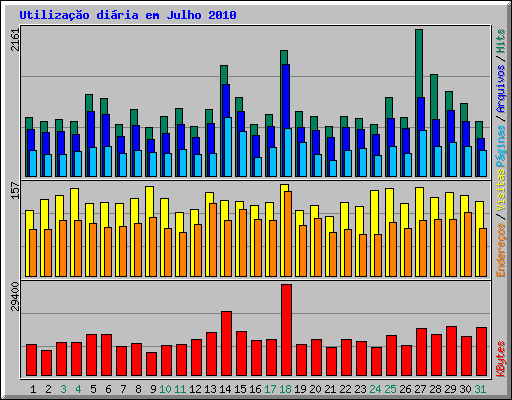 Utilização diária em Julho 2010
2161
157
29400
Endereços / Visitas Páginas / Arquivos / Hits
KBytes
1 2 3 4 5 6 7 8 9 10 11 12 13 14 15 16 17 18 19 20 21 22 23 24 25 26 27 28 29 30 31